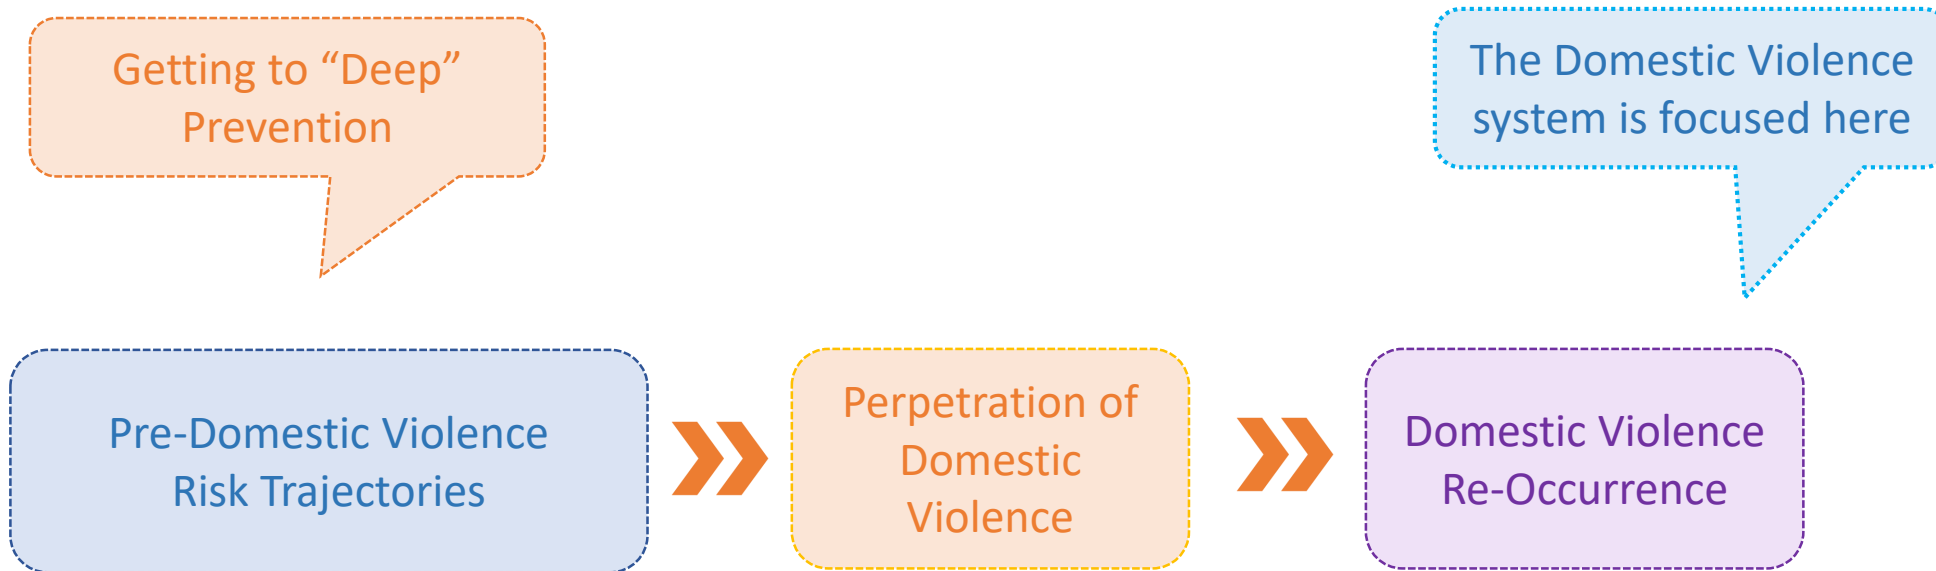 Getting to “Deep”
Prevention
The Domestic Violence
system is focused here
Pre-Domestic Violence
Risk Trajectories
Perpetration of
Domestic
Violence
Domestic Violence
Re-Occurrence